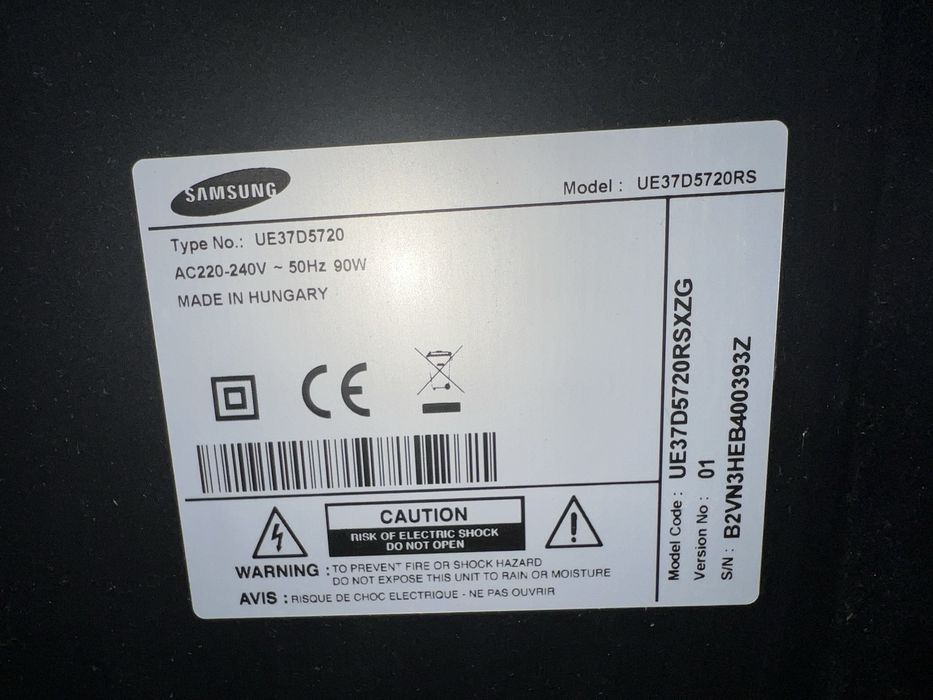 SAMSUNG
Model : UE37D5720RS
Type No.: UE37D5720
AC220-240V ~ 50Hz 90W
MADE IN HUNGARY
CE
CAUTION
RISK OF ELECTRIC SHOCK
DO NOT OPEN
WARNING : TO PREVENT FIRE OR SHOCK HAZARD
DO NOT EXPOSE THIS UNIT TO RAIN OR MOISTURE
AVIS : RISQUE DE CHOC ELECTRIQUE - NE PAS OUVRIR
Model Code : UE37D5720RSXZG
Version No : 01
S/N : B2VN3HEB400393Z